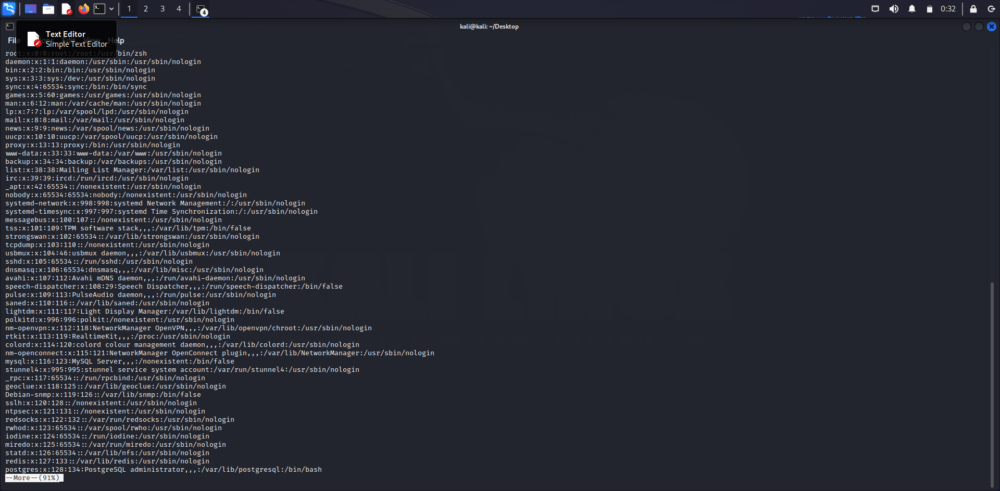 1 2 3 4 4 0:32
kali@kali: ~/Desktop
Text Editor
Simple Text Editor
File Actions Edit View Help
root:x:0:0:root:/root:/usr/bin/zsh
daemon:x:1:1:daemon:/usr/sbin:/usr/sbin/nologin
bin:x:2:2:bin:/bin:/usr/sbin/nologin
sys:x:3:3:sys:/dev:/usr/sbin/nologin
sync:x:4:65534:sync:/bin:/bin/sync
games:x:5:60:games:/usr/games:/usr/sbin/nologin
man:x:6:12:man:/var/cache/man:/usr/sbin/nologin
lp:x:7:7:lp:/var/spool/lpd:/usr/sbin/nologin
mail:x:8:8:mail:/var/mail:/usr/sbin/nologin
news:x:9:9:news:/var/spool/news:/usr/sbin/nologin
uucp:x:10:10:uucp:/var/spool/uucp:/usr/sbin/nologin
proxy:x:13:13:proxy:/bin:/usr/sbin/nologin
www-data:x:33:33:www-data:/var/www:/usr/sbin/nologin
backup:x:34:34:backup:/var/backups:/usr/sbin/nologin
list:x:38:38:Mailing List Manager:/var/list:/usr/sbin/nologin
irc:x:39:39:ircd:/run/ircd:/usr/sbin/nologin
_apt:x:42:65534::/nonexistent:/usr/sbin/nologin
nobody:x:65534:65534:nobody:/nonexistent:/usr/sbin/nologin
systemd-network:x:998:998:systemd Network Management:/:/usr/sbin/nologin
systemd-timesync:x:997:997:systemd Time Synchronization:/:/usr/sbin/nologin
messagebus:x:100:107::/nonexistent:/usr/sbin/nologin
tss:x:101:109:TPM software stack,,,:/var/lib/tpm:/bin/false
strongswan:x:102:65534::/var/lib/strongswan:/usr/sbin/nologin
tcpdump:x:103:110::/nonexistent:/usr/sbin/nologin
usbmux:x:104:46:usbmux daemon,,,:/var/lib/usbmux:/usr/sbin/nologin
sshd:x:105:65534::/run/sshd:/usr/sbin/nologin
dnsmasq:x:106:65534:dnsmasq,,,:/var/lib/misc:/usr/sbin/nologin
avahi:x:107:112:Avahi mDNS daemon,,,:/run/avahi-daemon:/usr/sbin/nologin
speech-dispatcher:x:108:29:Speech Dispatcher,,,:/run/speech-dispatcher:/bin/false
pulse:x:109:113:PulseAudio daemon,,,:/run/pulse:/usr/sbin/nologin
saned:x:110:116::/var/lib/saned:/usr/sbin/nologin
lightdm:x:111:117:Light Display Manager:/var/lib/lightdm:/bin/false
polkitd:x:996:996:polkit:/nonexistent:/usr/sbin/nologin
nm-openvpn:x:112:118:NetworkManager OpenVPN,,,:/var/lib/openvpn/chroot:/usr/sbin/nologin
rtkit:x:113:119:RealtimeKit,,,:/proc:/usr/sbin/nologin
colord:x:114:120:colord colour management daemon,,,:/var/lib/colord:/usr/sbin/nologin
nm-openconnect:x:115:121:NetworkManager OpenConnect plugin,,,:/var/lib/NetworkManager:/usr/sbin/nologin
mysql:x:116:123:MySQL Server,,,:/nonexistent:/bin/false
stunnel4:x:995:995:stunnel service system account:/var/run/stunnel4:/usr/sbin/nologin
_rpc:x:117:65534::/run/rpcbind:/usr/sbin/nologin
geoclue:x:118:125::/var/lib/geoclue:/usr/sbin/nologin
Debian-snmp:x:119:126::/var/lib/snmp:/bin/false
sslh:x:120:128::/nonexistent:/usr/sbin/nologin
ntpsec:x:121:131::/nonexistent:/usr/sbin/nologin
redsocks:x:122:132::/var/run/redsocks:/usr/sbin/nologin
rwhod:x:123:65534::/var/spool/rwho:/usr/sbin/nologin
iodine:x:124:65534::/run/iodine:/usr/sbin/nologin
miredo:x:125:65534::/var/run/miredo:/usr/sbin/nologin
statd:x:126:65534::/var/lib/nfs:/usr/sbin/nologin
redis:x:127:133::/var/lib/redis:/usr/sbin/nologin
postgres:x:128:134:PostgreSQL administrator,,,:/var/lib/postgresql:/bin/bash
--More--(91%)